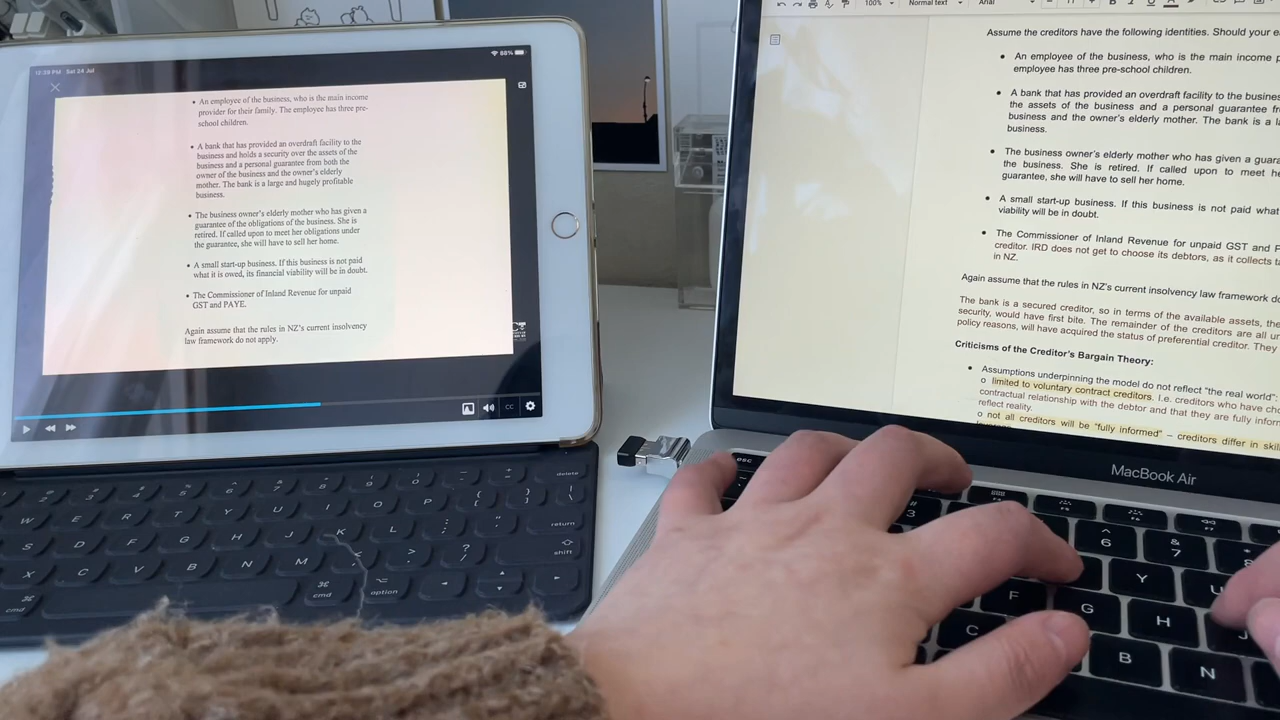 12:39 PM Sat 24 Jul
68%
• An employee of the business, who is the main income
provider for their family. The employee has three pre-
school children.
• A bank that has provided an overdraft facility to the
business and holds a security over the assets of the
business and a personal guarantee from both the
owner of the business and the owner's elderly
mother. The bank is a large and hugely profitable
business.
• The business owner's elderly mother who has given a
guarantee of the obligations of the business. She is
retired. If called upon to meet her obligations under
the guarantee, she will have to sell her home.
• A small start-up business. If this business is not paid
what it is owed, its financial viability will be in doubt.
• The Commissioner of Inland Revenue for unpaid
GST and PAYE.
Again assume that the rules in NZ's current insolvency
law framework do not apply.
CC
100%
Normal text
Arial
Assume the creditors have the following identities. Should your
• An employee of the business, who is the main income
employee has three pre-school children.
• A bank that has provided an overdraft facility to the
the assets of the business and a personal guarantee
business and the owner's elderly mother. The bank is a
business.
• The business owner's elderly mother who has given a
the business. She is retired. If called upon to meet
guarantee, she will have to sell her home.
• A small start-up business. If this business is not paid what
viability will be in doubt.
• The Commissioner of Inland Revenue for unpaid GST and
creditor. IRD does not get to choose its debtors, as it collects
in NZ.
Again assume that the rules in NZ's current insolvency law framework
The bank is a secured creditor, so in terms of the available assets,
security, would have first bite. The remainder of the creditors are all
policy reasons, will have acquired the status of preferential creditor. They
Criticisms of the Creditor's Bargain Theory:
• Assumptions underpinning the model do not reflect "the real world":
o limited to voluntary contract creditors. i.e. creditors who have
contractual relationship with the debtor and that they are fully
reflect reality.
o not all creditors will be "fully informed" – creditors differ in
MacBook Air
esc
3
6
&
7
Y
U
F
G
H
J
C
B
N
delete
W E R T Y U I O P
return
S D F G H J K L
? shift
X C V B N M
cmd
cmd
option